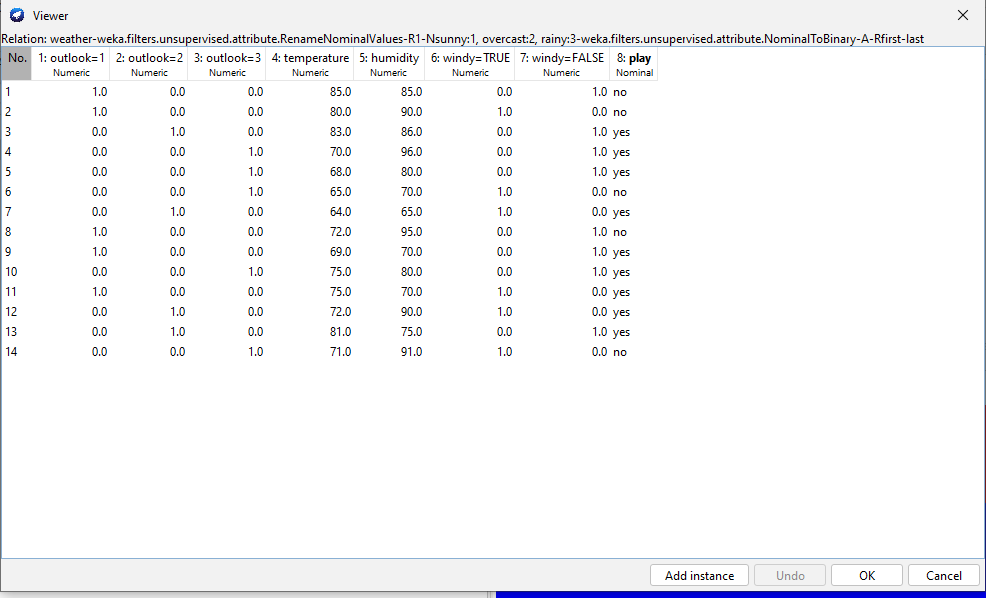 Viewer
Relation: weather-weka.filters.unsupervised.attribute.RenameNominalValues-R1-Nsunny:1, overcast:2, rainy:3-weka.filters.unsupervised.attribute.NominalToBinary-A-Rfirst-last
No. 1: outlook=1 2: outlook=2 3: outlook=3 4: temperature 5: humidity 6: windy=TRUE 7: windy=FALSE 8: play
Numeric Numeric Numeric Numeric Numeric Numeric Numeric Nominal
1 1.0 0.0 0.0 85.0 85.0 0.0 1.0 no
2 1.0 0.0 0.0 80.0 90.0 1.0 0.0 no
3 0.0 1.0 0.0 83.0 86.0 0.0 1.0 yes
4 0.0 0.0 1.0 70.0 96.0 0.0 1.0 yes
5 0.0 0.0 1.0 68.0 80.0 0.0 1.0 yes
6 0.0 0.0 1.0 65.0 70.0 1.0 0.0 no
7 0.0 1.0 0.0 64.0 65.0 1.0 0.0 yes
8 1.0 0.0 0.0 72.0 95.0 0.0 1.0 no
9 1.0 0.0 0.0 69.0 70.0 0.0 1.0 yes
10 0.0 0.0 1.0 75.0 80.0 0.0 1.0 yes
11 1.0 0.0 0.0 75.0 70.0 1.0 0.0 yes
12 0.0 1.0 0.0 72.0 90.0 1.0 0.0 yes
13 0.0 1.0 0.0 81.0 75.0 0.0 1.0 yes
14 0.0 0.0 1.0 71.0 91.0 1.0 0.0 no
Add instance Undo OK Cancel